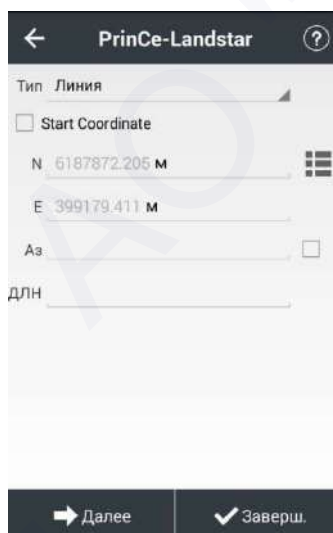 PrinCe-Landstar ?
Тип Линия
Start Coordinate
N 6187872.205 м
E 399179.411 м
Аз
ДЛН
Далее Заверш.